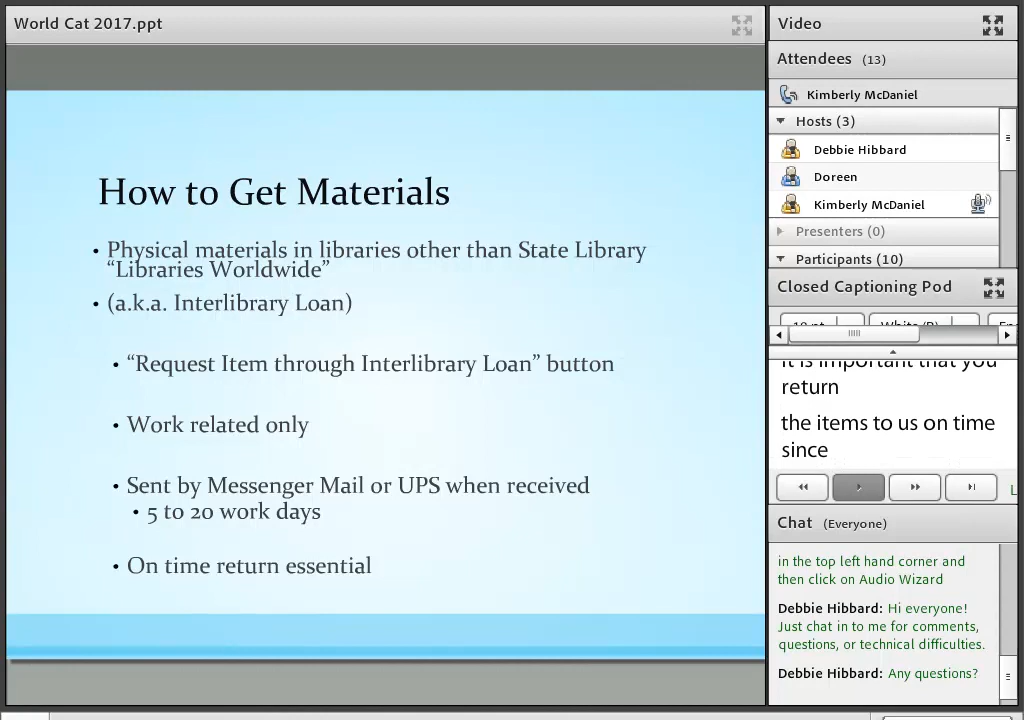 World Cat 2017.ppt
How to Get Materials
• Physical materials in libraries other than State Library
“Libraries Worldwide”
• (a.k.a. Interlibrary Loan)
• “Request Item through Interlibrary Loan” button
• Work related only
• Sent by Messenger Mail or UPS when received
• 5 to 20 work days
• On time return essential
Video
Attendees (13)
Kimberly McDaniel
Hosts (3)
Debbie Hibbard
Doreen
Kimberly McDaniel
Presenters (0)
Participants (10)
Closed Captioning Pod
it is important that you
return
the items to us on time
since
Chat (Everyone)
in the top left hand corner and
then click on Audio Wizard
Debbie Hibbard: Hi everyone!
Just chat in to me for comments,
questions, or technical difficulties.
Debbie Hibbard: Any questions?